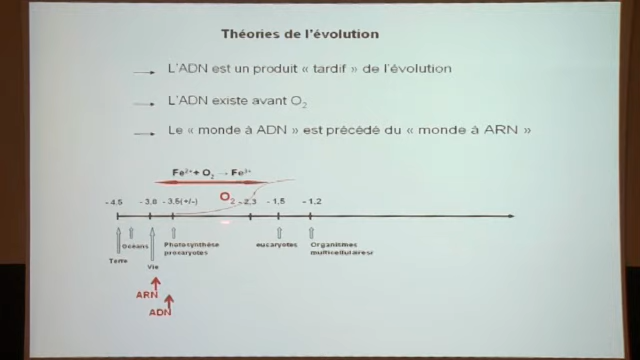 Théories de l'évolution
L'ADN est un produit « tardif » de l'évolution
L'ADN existe avant O₂
Le « monde à ADN » est précédé du « monde à ARN »
Fe²⁺+ O₂ → Fe³⁺
O₂
- 4,5 - 3,8 - 3,5(+/-) - 2,3 - 1,5 - 1,2
Océans Photosynthèse eucaryotes Organismes
procaryotes multicellulaires
Terre
Vie
ARN
ADN